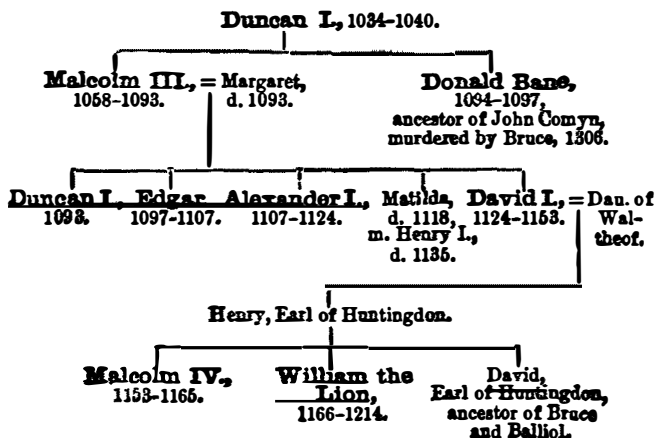 Duncan I., 1034-1040.
Malcolm III., = Margaret,
1058-1093. d. 1093.
Donald Bane,
1094-1097,
ancestor of John Comyn,
murdered by Bruce, 1306.
Duncan I., Edgar, Alexander I., Matilda, David I., = Dau. of
1093. 1097-1107. 1107-1124. d. 1118, 1124-1153. Wal-
m. Henry I., theof.
d. 1135.
Henry, Earl of Huntingdon.
Malcolm IV., William the David,
1153-1165. Lion, Earl of Huntingdon,
1166-1214. ancestor of Bruce
and Balliol.